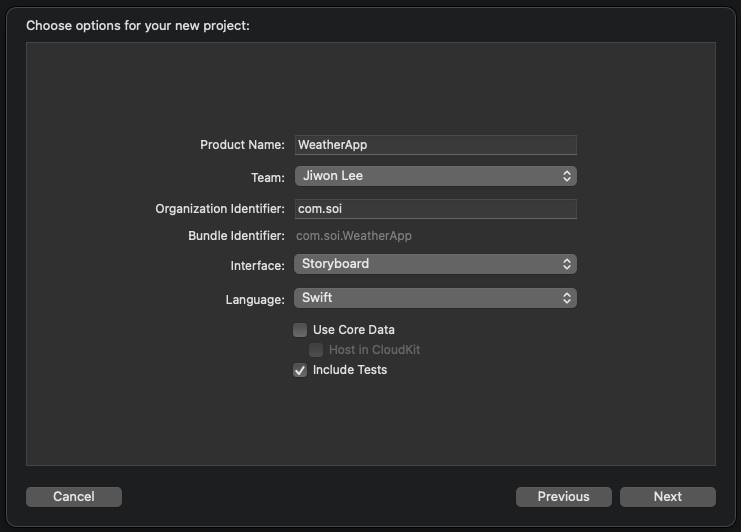 Choose options for your new project:
Product Name: WeatherApp
Team: Jiwon Lee
Organization Identifier: com.soi
Bundle Identifier: com.soi.WeatherApp
Interface: Storyboard
Language: Swift
Use Core Data
Host in CloudKit
Include Tests
Cancel Previous Next